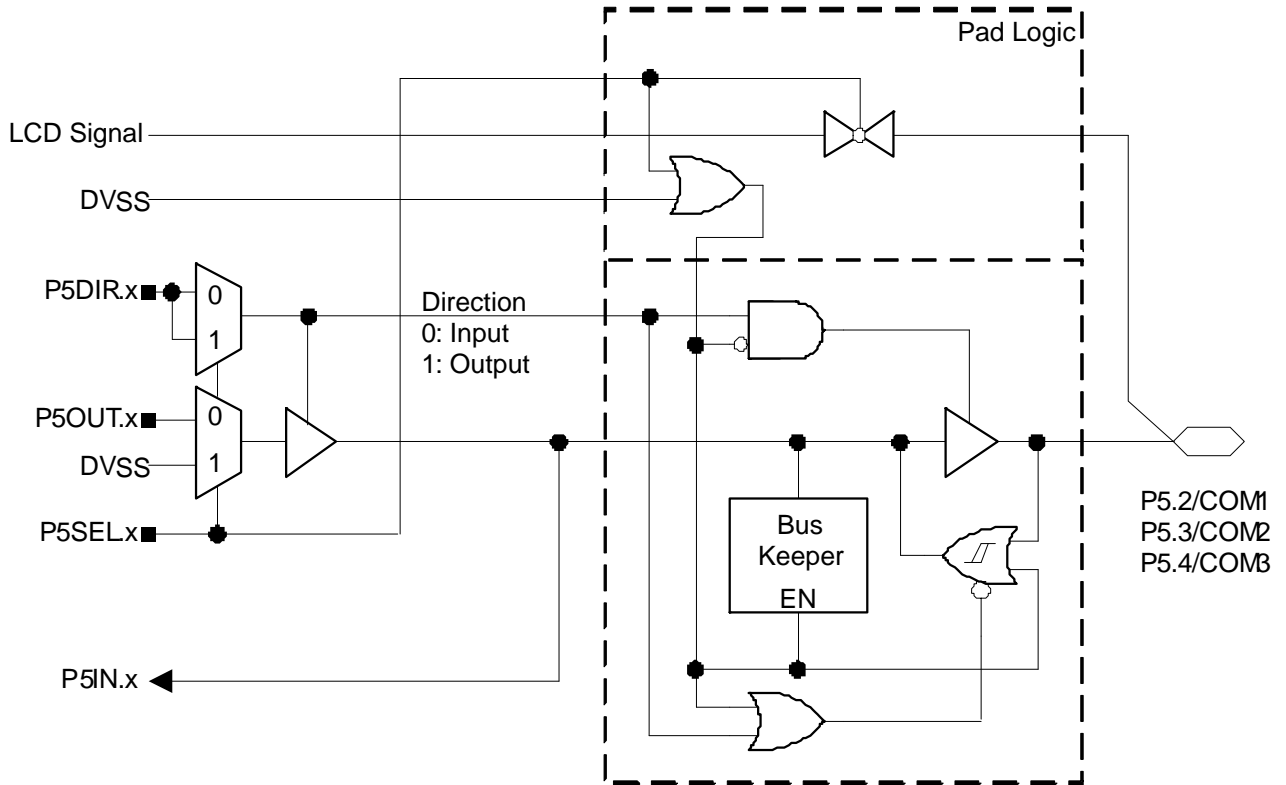 Pad Logic
LCD Signal
DVSS
P5DIR.x
0
1
Direction
0: Input
1: Output
P5OUT.x
0
DVSS
1
P5SEL.x
Bus
Keeper
EN
P5.2/COM1
P5.3/COM2
P5.4/COM3
P5IN.x